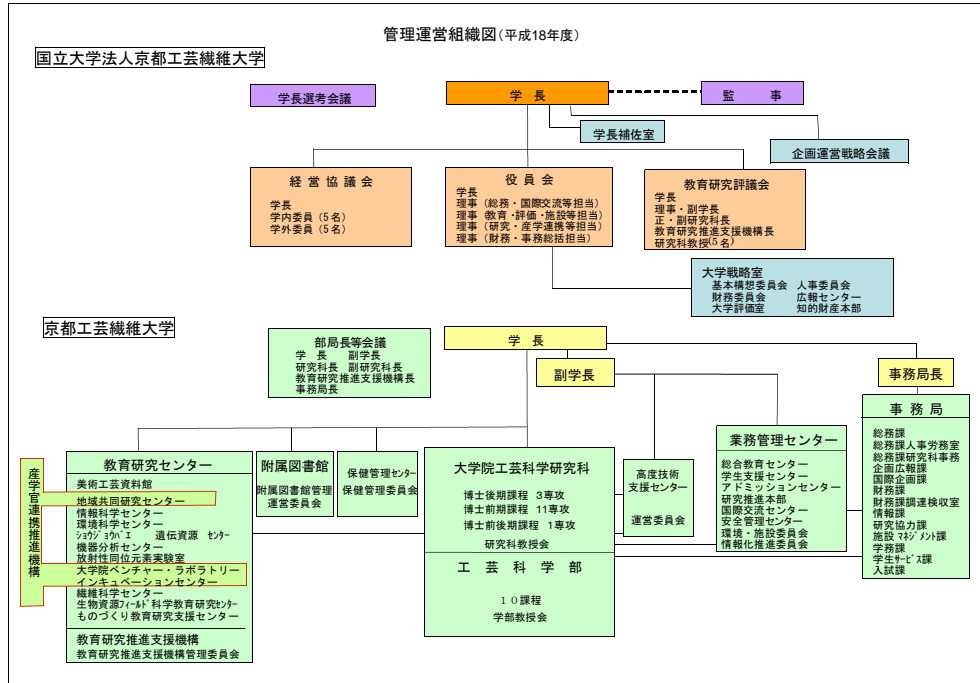 管理運営組織図(平成18年度)
国立大学法人京都工芸繊維大学
学長選考会議
学 長
監 事
学長補佐室
企画運営戦略会議
経 営 協 議 会
学長
学内委員(5名)
学外委員(5名)
役 員 会
学長
理事(総務・国際交流等担当)
理事(教育・評価・施設等担当)
理事(研究・産学連携等担当)
理事(財務・事務総括担当)
教育研究評議会
学長
理事・副学長
正・副研究科長
教育研究推進支援機構長
研究科教授(5名)
大学戦略室
基本構想委員会 人事委員会
財務委員会 広報センター
大学評価室 知的財産本部
京都工芸繊維大学
部局長等会議
学 長 副学長
研究科長 副研究科長
教育研究推進支援機構長
事務局長
学 長
副学長
事務局長
産学官連携推進機構
教育研究センター
美術工芸資料館
地域共同研究センター
情報科学センター
環境科学センター
ショウジョウバエ 遺伝資源 センター
機器分析センター
放射性同位元素実験室
大学院ベンチャー・ラボラトリー
インキュベーションセンター
繊維科学センター
生物資源フィールド科学教育研究センター
ものづくり教育研究支援センター
教育研究推進支援機構
教育研究推進支援機構管理委員会
附属図書館
附属図書館管理
運営委員会
保健管理センター
保健管理委員会
大学院工芸科学研究科
博士後期課程 3専攻
博士前期課程 11専攻
博士前後期課程 1専攻
研究科教授会
工 芸 科 学 部
10課程
学部教授会
高度技術
支援センター
運営委員会
業務管理センター
総合教育センター
学生支援センター
アドミッションセンター
研究推進本部
国際交流センター
安全管理センター
環境・施設委員会
情報化推進委員会
事 務 局
総務課
総務課人事労務室
総務課研究科事務
企画広報課
国際企画課
財務課
財務課調達検収室
情報課
研究協力課
施設マネジメント課
学務課
学生サービス課
入試課